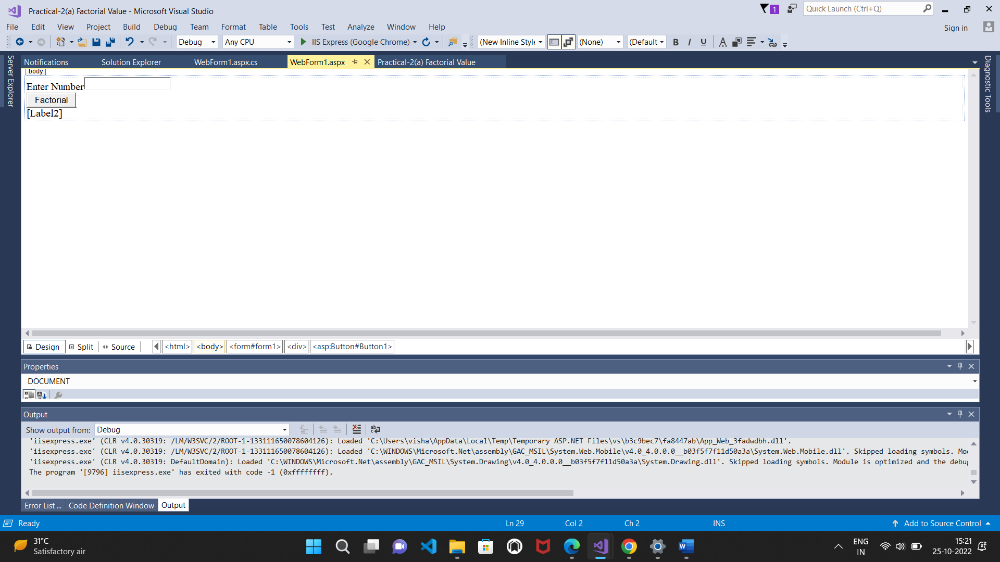 Practical-2(a) Factorial Value - Microsoft Visual Studio
1
Quick Launch (Ctrl+Q)
File Edit View Project Build Debug Team Format Table Tools Test Analyze Window Help
Sign in
Debug Any CPU IIS Express (Google Chrome) (New Inline Style (None) (Default B I U A
Server Explorer
Notifications Solution Explorer WebForm1.aspx.cs WebForm1.aspx Practical-2(a) Factorial Value
Diagnostic Tools
body
Enter Number
Factorial
[Label2]
Design Split Source <html> <body> <form#form1> <div> <asp:Button#Button1>
Properties
DOCUMENT
Output
Show output from: Debug
'iisexpress.exe' (CLR v4.0.30319: /LM/W3SVC/2/ROOT-1-133111650078604126): Loaded 'C:\Users\visha\AppData\Local\Temp\Temporary ASP.NET Files\vs\b3c9bec7\fa8447ab\App_Web_3fadwdbh.dll'.
'iisexpress.exe' (CLR v4.0.30319: /LM/W3SVC/2/ROOT-1-133111650078604126): Loaded 'C:\WINDOWS\Microsoft.Net\assembly\GAC_MSIL\System.Web.Mobile\v4.0_4.0.0.0__b03f5f7f11d50a3a\System.Web.Mobile.dll'. Skipped loading symbols. Mod
'iisexpress.exe' (CLR v4.0.30319: DefaultDomain): Loaded 'C:\WINDOWS\Microsoft.Net\assembly\GAC_MSIL\System.Drawing\v4.0_4.0.0.0__b03f5f7f11d50a3a\System.Drawing.dll'. Skipped loading symbols. Module is optimized and the debug
The program '[9796] iisexpress.exe' has exited with code -1 (0xffffffff).
Error List ... Code Definition Window Output
Ready Ln 29 Col 2 Ch 2 INS Add to Source Control
31°C
Satisfactory air
ENG
IN
15:21
25-10-2022